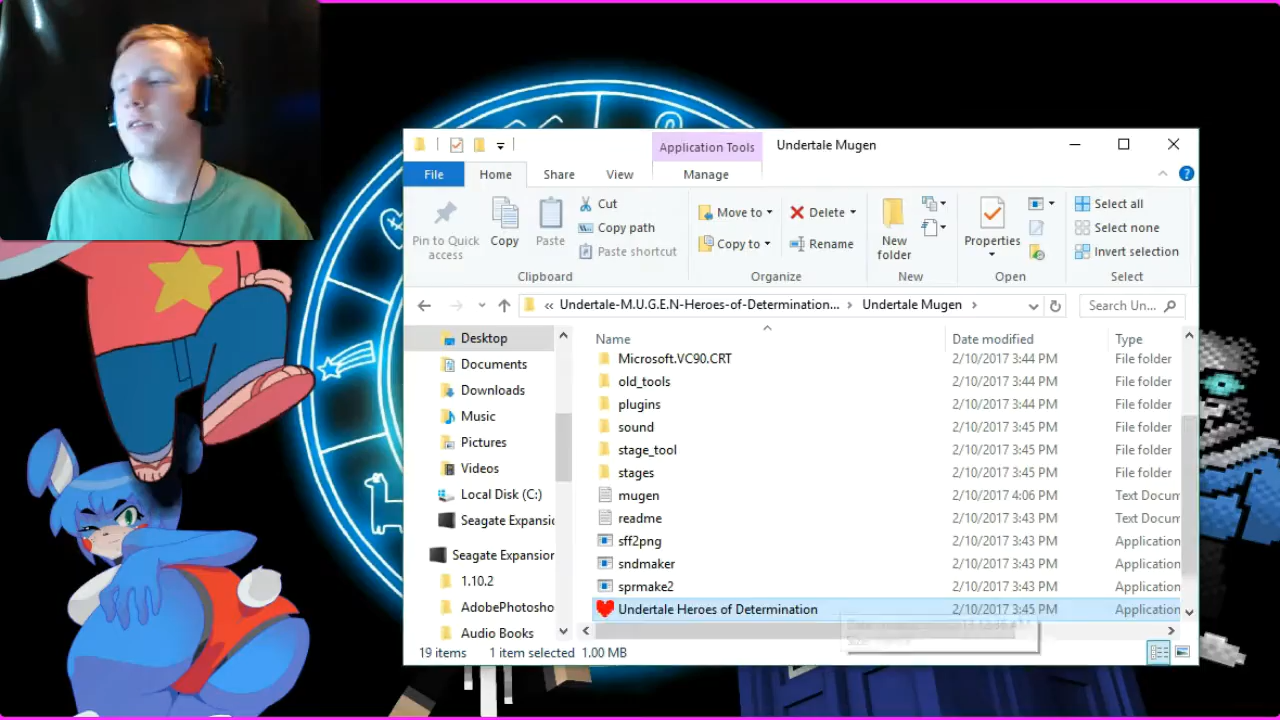 Application Tools
Undertale Mugen
File
Home
Share
View
Manage
Pin to Quick access
Copy
Paste
Cut
Copy path
Paste shortcut
Clipboard
Move to
Copy to
Delete
Rename
Organize
New folder
New
Properties
Open
Select all
Select none
Invert selection
Select
« Undertale-M.U.G.E.N-Heroes-of-Determination... > Undertale Mugen >
Search Un...
Desktop
Documents
Downloads
Music
Pictures
Videos
Local Disk (C:)
Seagate Expansio
Seagate Expansion
1.10.2
AdobePhotosho
Audio Books
Name Date modified Type
Microsoft.VC90.CRT 2/10/2017 3:44 PM File folder
old_tools 2/10/2017 3:44 PM File folder
plugins 2/10/2017 3:44 PM File folder
sound 2/10/2017 3:45 PM File folder
stage_tool 2/10/2017 3:45 PM File folder
stages 2/10/2017 3:45 PM File folder
mugen 2/10/2017 4:06 PM Text Docum
readme 2/10/2017 3:43 PM Text Docum
sff2png 2/10/2017 3:43 PM Application
sndmaker 2/10/2017 3:43 PM Application
sprmake2 2/10/2017 3:43 PM Application
Undertale Heroes of Determination 2/10/2017 3:45 PM Application
19 items 1 item selected 1.00 MB